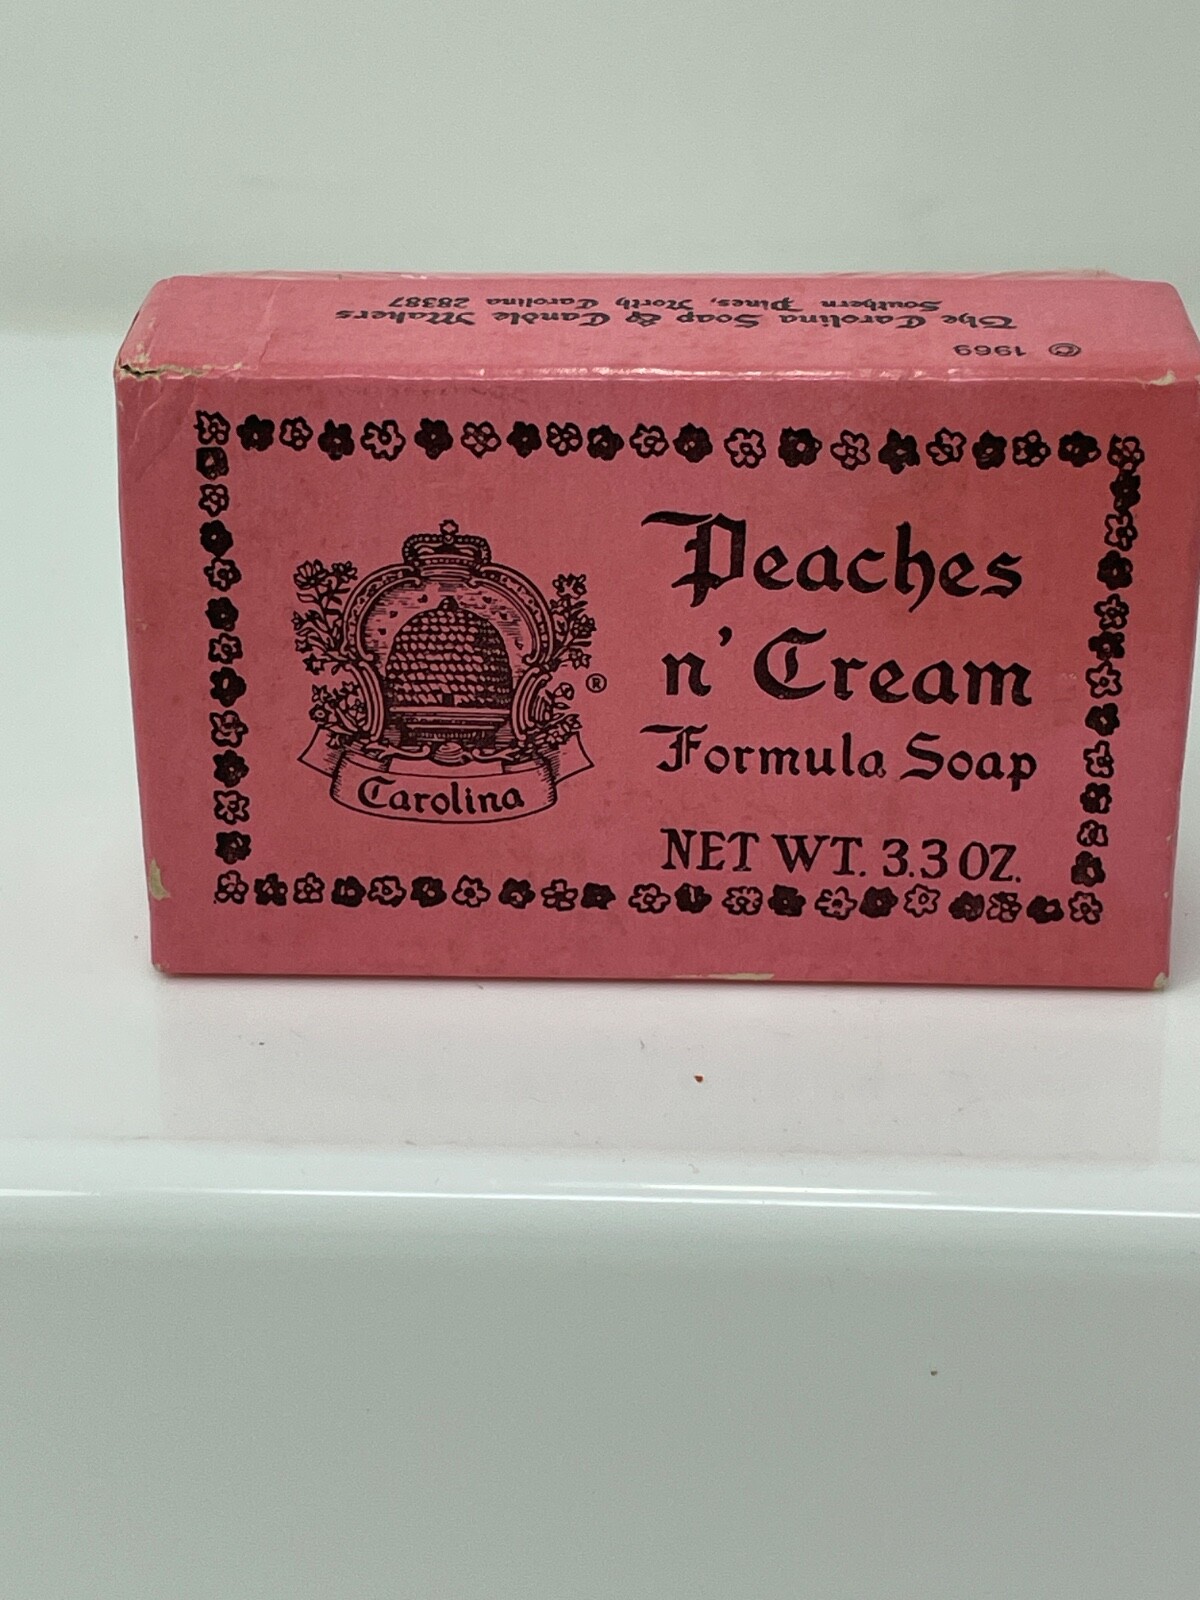 © 1969
The Carolina Soap & Candle Makers
Southern Pines, North Carolina 28387
Peaches
n' Cream
Formula Soap
NET WT. 3.3 OZ.
®
Carolina